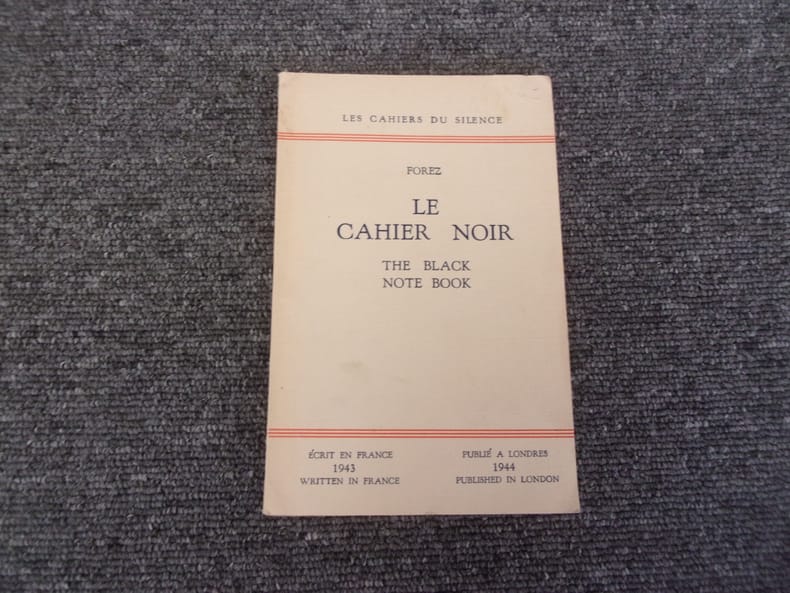 LES CAHIERS DU SILENCE
FOREZ
LE
CAHIER NOIR
THE BLACK
NOTE BOOK
ÉCRIT EN FRANCE
1943
WRITTEN IN FRANCE
PUBLIÉ A LONDRES
1944
PUBLISHED IN LONDON